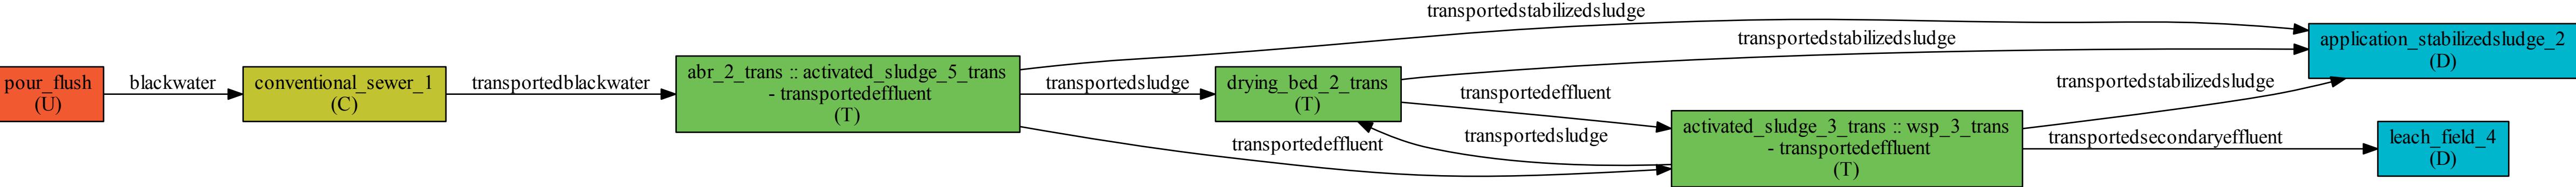 pour_flush
(U)
blackwater
conventional_sewer_1
(C)
transportedblackwater
abr_2_trans :: activated_sludge_5_trans
- transportedeffluent
(T)
transportedstabilizedsludge
transportedsludge
transportedeffluent
drying_bed_2_trans
(T)
transportedstabilizedsludge
transportedeffluent
transportedsludge
activated_sludge_3_trans :: wsp_3_trans
- transportedeffluent
(T)
transportedstabilizedsludge
transportedsecondaryeffluent
application_stabilizedsludge_2
(D)
leach_field_4
(D)